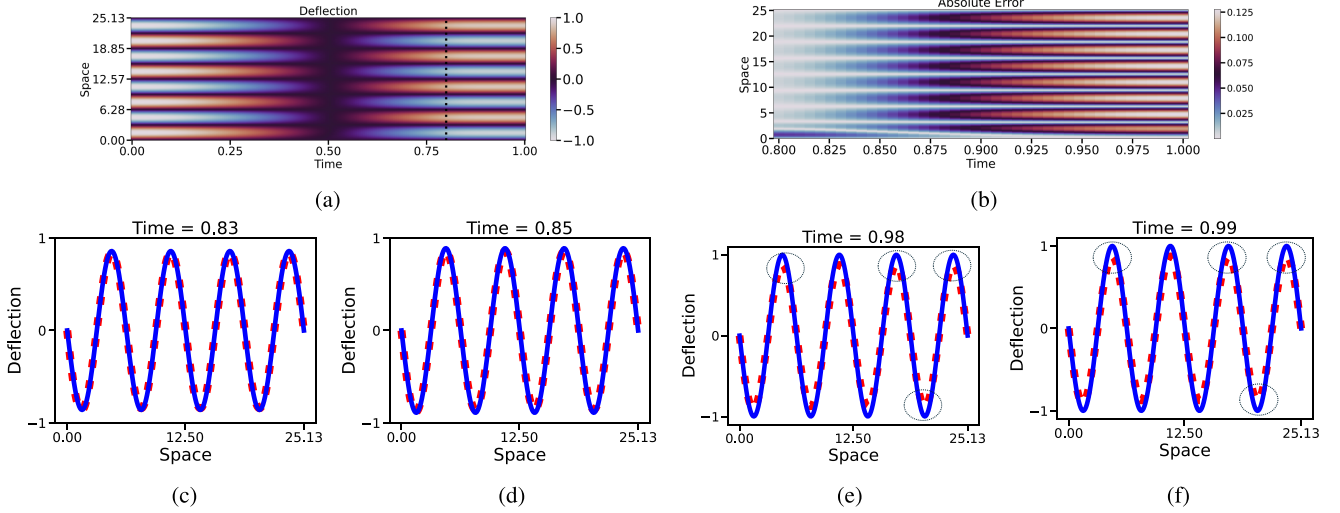 Deflection
25.13
18.85
12.57
6.28
0.00
Space
0.00 0.25 0.50 0.75 1.00
Time
1.0
0.5
0.0
−0.5
−1.0
(a)
Absolute Error
25
20
15
10
5
0
Space
0.800 0.825 0.850 0.875 0.900 0.925 0.950 0.975 1.000
Time
0.125
0.100
0.075
0.050
0.025
(b)
Time = 0.83
1
0
−1
Deflection
0.00 12.50 25.13
Space
(c)
Time = 0.85
1
0
−1
Deflection
0.00 12.50 25.13
Space
(d)
Time = 0.98
1
0
−1
Deflection
0.00 12.50 25.13
Space
(e)
Time = 0.99
1
0
−1
Deflection
0.00 12.50 25.13
Space
(f)